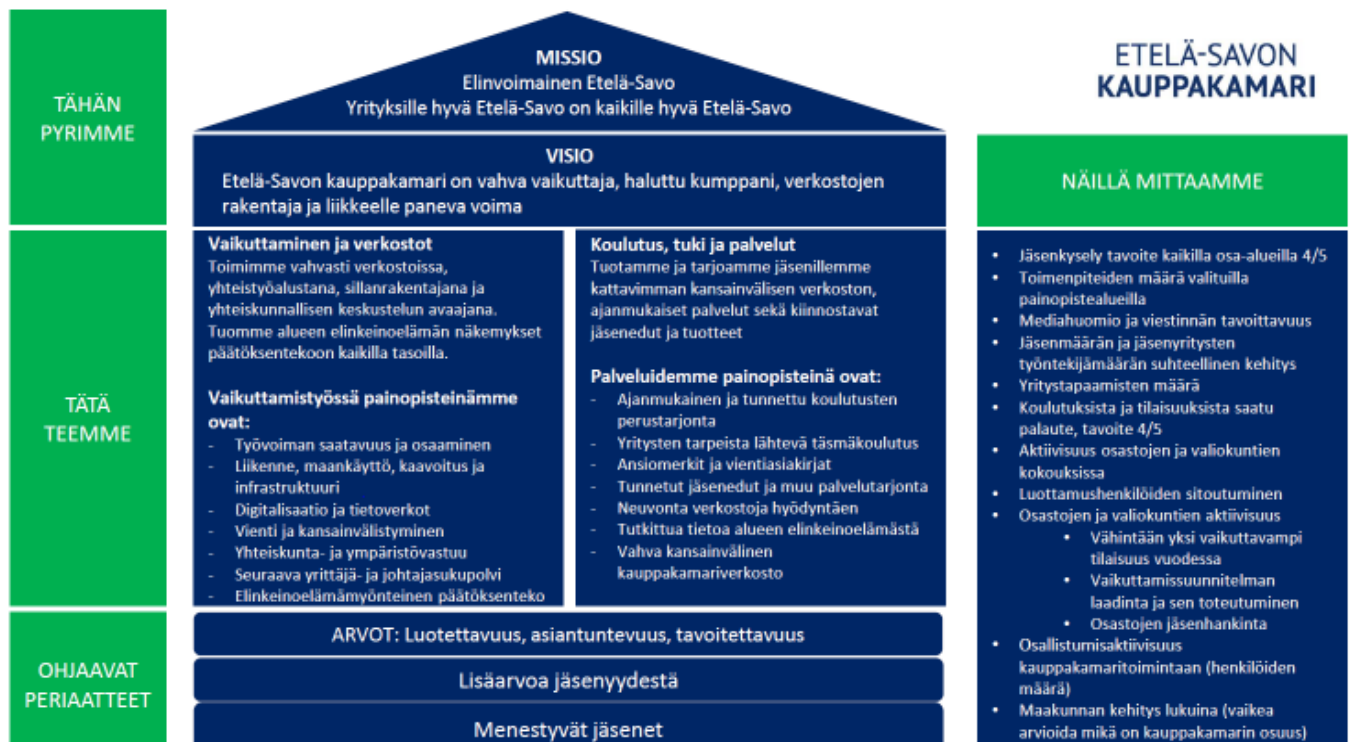 TÄHÄN
PYRIMME
MISSIO
Elinvoimainen Etelä-Savo
Yrityksille hyvä Etelä-Savo on kaikille hyvä Etelä-Savo
VISIO
Etelä-Savon kauppakamari on vahva vaikuttaja, haluttu kumppani, verkostojen
rakentaja ja liikkeelle paneva voima
ETELÄ-SAVON
KAUPPAKAMARI
TÄTÄ
TEEMME
Vaikuttaminen ja verkostot
Toimimme vahvasti verkostoissa,
yhteistyöalustana, sillanrakentajana ja
yhteiskunnallisen keskustelun avaajana.
Tuomme alueen elinkeinoelämän näkemykset
päätöksentekoon kaikilla tasoilla.
Vaikuttamistyössä painopisteinämme
ovat:
- Työvoiman saatavuus ja osaaminen
- Liikenne, maankäyttö, kaavoitus ja
infrastruktuuri
- Digitalisaatio ja tietoverkot
- Vienti ja kansainvälistyminen
- Yhteiskunta- ja ympäristövastuu
- Seuraava yrittäjä- ja johtajasukupolvi
- Elinkeinoelämämyönteinen päätöksenteko
Koulutus, tuki ja palvelut
Tuotamme ja tarjoamme jäsenillemme
kattavimman kansainvälisen verkoston,
ajanmukaiset palvelut sekä kiinnostavat
jäsenedut ja tuotteet
Palveluidemme painopisteinä ovat:
- Ajanmukainen ja tunnettu koulutusten
perustarjonta
- Yritysten tarpeista lähtevä täsmäkoulutus
- Ansiomerkit ja vientiasiakirjat
- Tunnetut jäsenedut ja muu palvelutarjonta
- Neuvonta verkostoja hyödyntäen
- Tutkittua tietoa alueen elinkeinoelämästä
- Vahva kansainvälinen
kauppakamariverkosto
NÄILLÄ MITTAAMME
• Jäsenkysely tavoite kaikilla osa-alueilla 4/5
• Toimenpiteiden määrä valituilla
painopistealueilla
• Mediahuomio ja viestinnän tavoittavuus
• Jäsenmäärän ja jäsenyritysten
työntekijämäärän suhteellinen kehitys
• Yritystapaamisten määrä
• Koulutuksista ja tilaisuuksista saatu
palaute, tavoite 4/5
• Aktiivisuus osastojen ja valiokuntien
kokouksissa
• Luottamushenkilöiden sitoutuminen
• Osastojen ja valiokuntien aktiivisuus
• Vähintään yksi vaikuttavampi
tilaisuus vuodessa
• Vaikuttamissuunnitelman
laadinta ja sen toteutuminen
• Osastojen jäsenhankinta
• Osallistumisaktiivisuus
kauppakamaritoimintaan (henkilöiden
määrä)
• Maakunnan kehitys lukuina (vaikea
arvioida mikä on kauppakamarin osuus)
OHJAAVAT
PERIAATTEET
ARVOT: Luotettavuus, asiantuntevuus, tavoitettavuus
Lisäarvoa jäsenyydestä
Menestyvät jäsenet